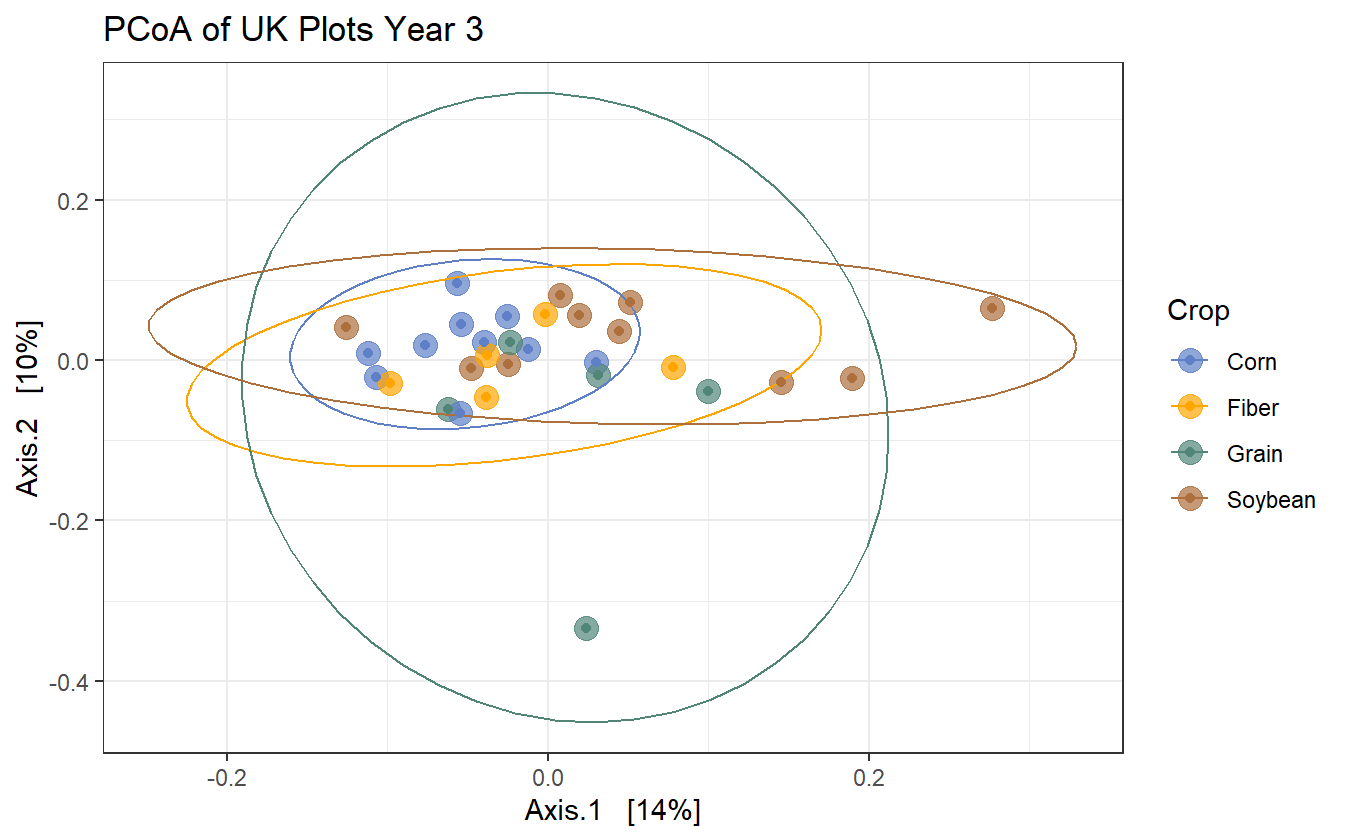 PCoA of UK Plots Year 3
Axis.2 [10%]
0.2
0.0
-0.2
-0.4
-0.2
0.0
0.2
Axis.1 [14%]
Crop
Corn
Fiber
Grain
Soybean